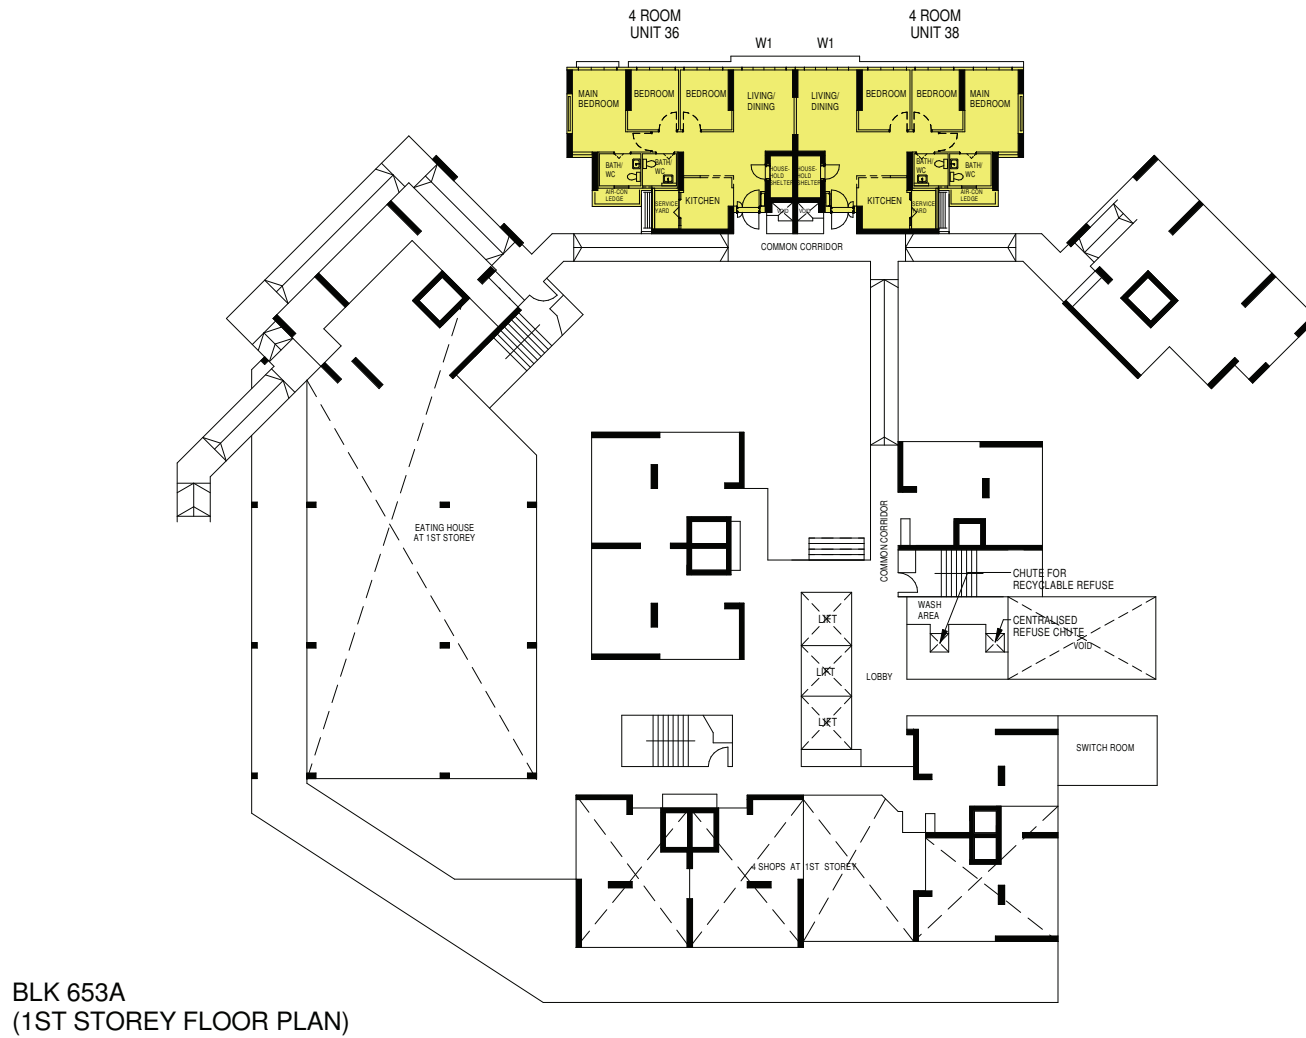 4 ROOM
UNIT 36
4 ROOM
UNIT 38
W1
W1
MAIN
BEDROOM
BEDROOM
BEDROOM
LIVING/
DINING
LIVING/
DINING
BEDROOM
BEDROOM
MAIN
BEDROOM
BATH/
WC
BATH/
WC
HOUSE-
HOLD
SHELTER
HOUSE-
HOLD
SHELTER
BATH/
WC
BATH/
WC
AIR-CON
LEDGE
SERVICE
YARD
KITCHEN
VOID
VOID
KITCHEN
SERVICE
YARD
AIR-CON
LEDGE
COMMON CORRIDOR
EATING HOUSE
AT 1ST STOREY
COMMON CORRIDOR
CHUTE FOR
RECYCLABLE REFUSE
WASH
AREA
CENTRALISED
REFUSE CHUTE
VOID
LIFT
LIFT
LOBBY
LIFT
SWITCH ROOM
4 SHOPS AT 1ST STOREY
BLK 653A
(1ST STOREY FLOOR PLAN)